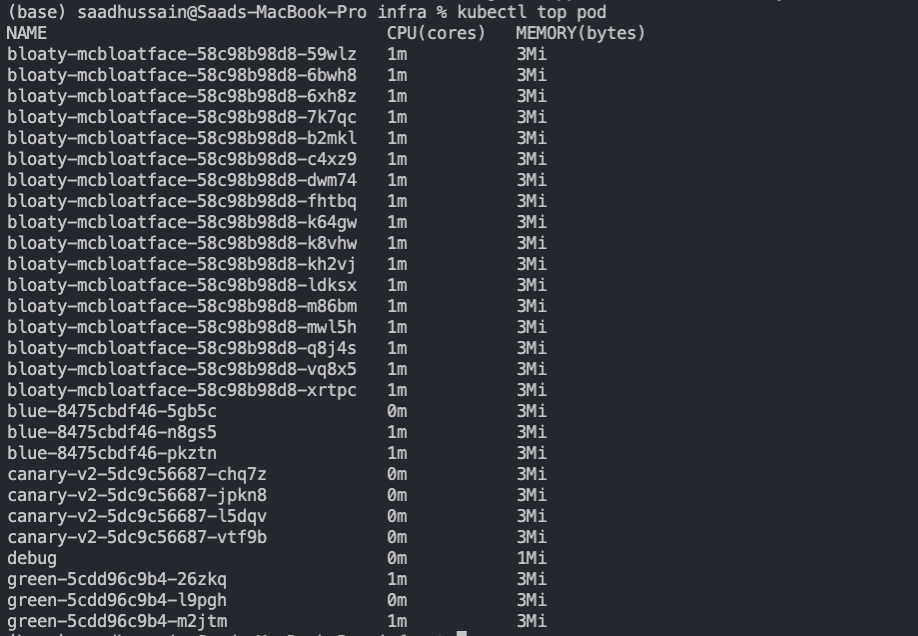 (base) saadhussain@Saads-MacBook-Pro infra % kubectl top pod
NAME CPU(cores) MEMORY(bytes)
bloaty-mcbloatface-58c98b98d8-59wlz 1m 3Mi
bloaty-mcbloatface-58c98b98d8-6bwh8 1m 3Mi
bloaty-mcbloatface-58c98b98d8-6xh8z 1m 3Mi
bloaty-mcbloatface-58c98b98d8-7k7qc 1m 3Mi
bloaty-mcbloatface-58c98b98d8-b2mkl 1m 3Mi
bloaty-mcbloatface-58c98b98d8-c4xz9 1m 3Mi
bloaty-mcbloatface-58c98b98d8-dwm74 1m 3Mi
bloaty-mcbloatface-58c98b98d8-fhtbq 1m 3Mi
bloaty-mcbloatface-58c98b98d8-k64gw 1m 3Mi
bloaty-mcbloatface-58c98b98d8-k8vhw 1m 3Mi
bloaty-mcbloatface-58c98b98d8-kh2vj 1m 3Mi
bloaty-mcbloatface-58c98b98d8-ldksx 1m 3Mi
bloaty-mcbloatface-58c98b98d8-m86bm 1m 3Mi
bloaty-mcbloatface-58c98b98d8-mwl5h 1m 3Mi
bloaty-mcbloatface-58c98b98d8-q8j4s 1m 3Mi
bloaty-mcbloatface-58c98b98d8-vq8x5 1m 3Mi
bloaty-mcbloatface-58c98b98d8-xrtpc 1m 3Mi
blue-8475cbdf46-5gb5c 0m 3Mi
blue-8475cbdf46-n8gs5 1m 3Mi
blue-8475cbdf46-pkztn 1m 3Mi
canary-v2-5dc9c56687-chq7z 0m 3Mi
canary-v2-5dc9c56687-jpkn8 0m 3Mi
canary-v2-5dc9c56687-l5dqv 0m 3Mi
canary-v2-5dc9c56687-vtf9b 0m 3Mi
debug 0m 1Mi
green-5cdd96c9b4-26zkq 1m 3Mi
green-5cdd96c9b4-l9pgh 0m 3Mi
green-5cdd96c9b4-m2jtm 1m 3Mi